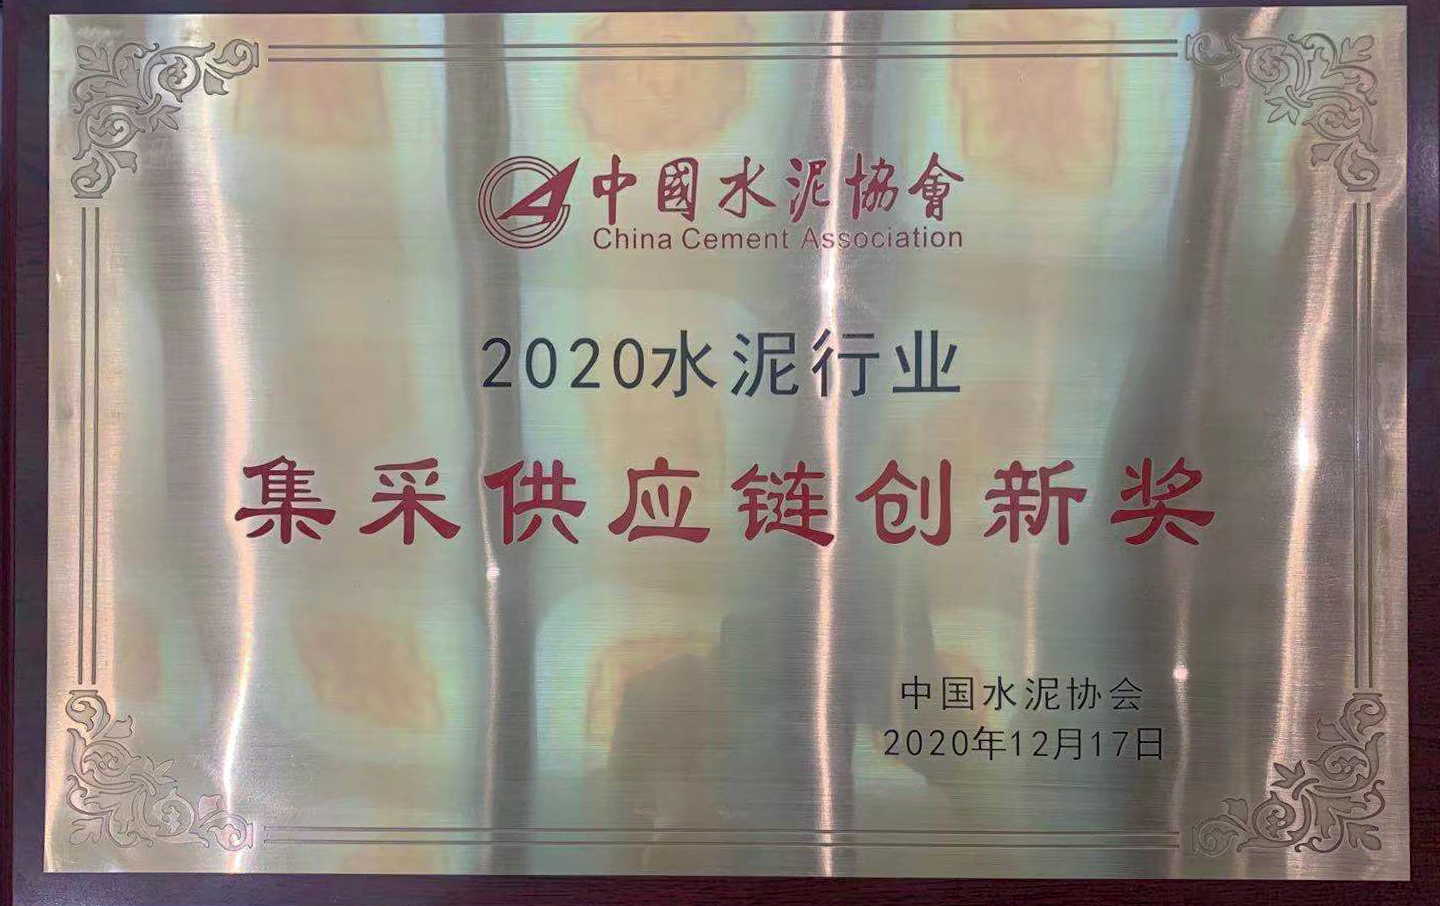 中國水泥協會
China Cement Association
2020水泥行业
集采供应链创新奖
中国水泥协会
2020年12月17日